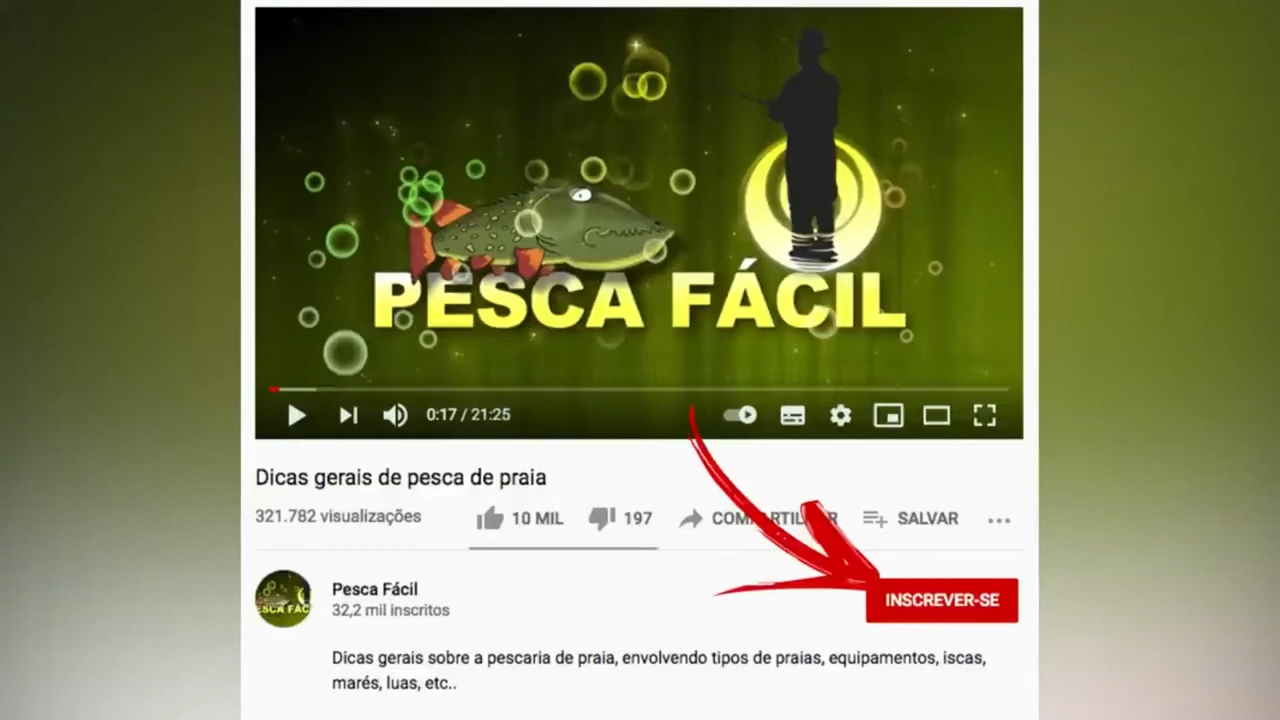 PESCA FÁCIL
0:17 / 21:25
Dicas gerais de pesca de praia
321.782 visualizações 10 MIL 197 COMPARTILHAR SALVAR
Pesca Fácil
32,2 mil inscritos
INSCREVER-SE
Dicas gerais sobre a pescaria de praia, envolvendo tipos de praias, equipamentos, iscas,
marés, luas, etc..